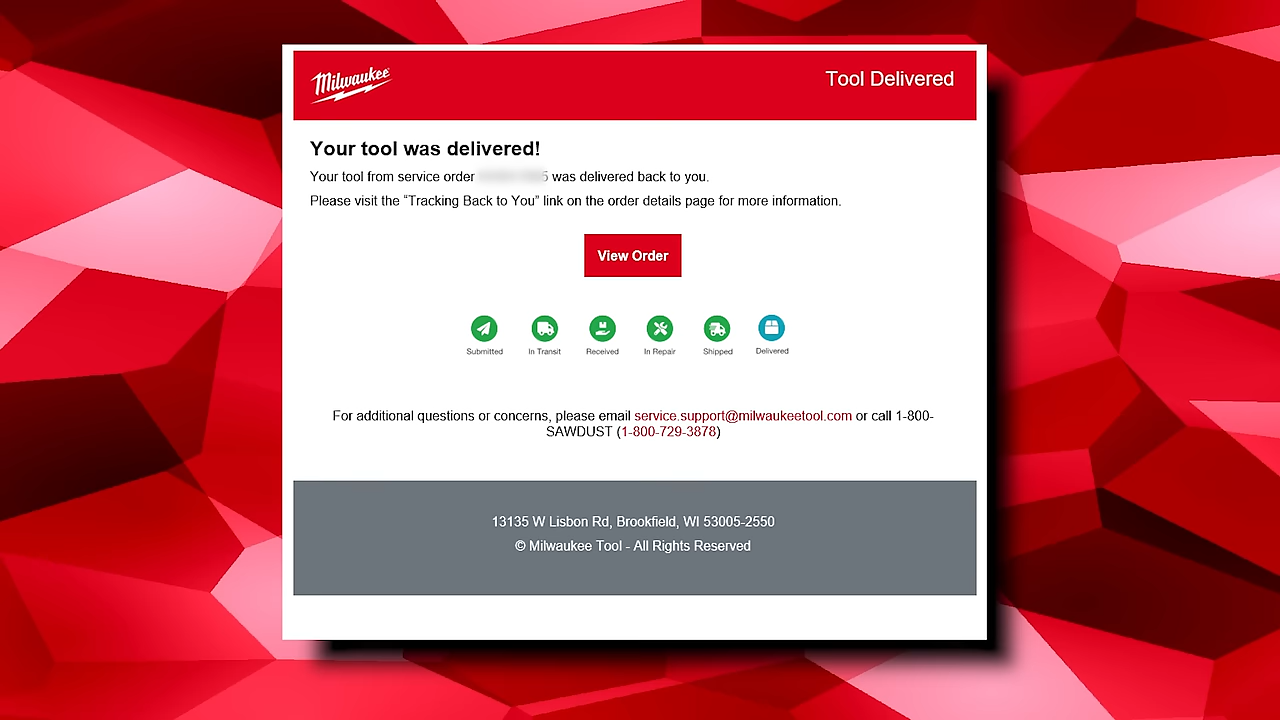 Milwaukee
Tool Delivered
Your tool was delivered!
Your tool from service order was delivered back to you.
Please visit the “Tracking Back to You” link on the order details page for more information.
View Order
Submitted
In Transit
Received
In Repair
Shipped
Delivered
For additional questions or concerns, please email service.support@milwaukeetool.com or call 1-800-
SAWDUST (1-800-729-3878)
13135 W Lisbon Rd, Brookfield, WI 53005-2550
© Milwaukee Tool - All Rights Reserved